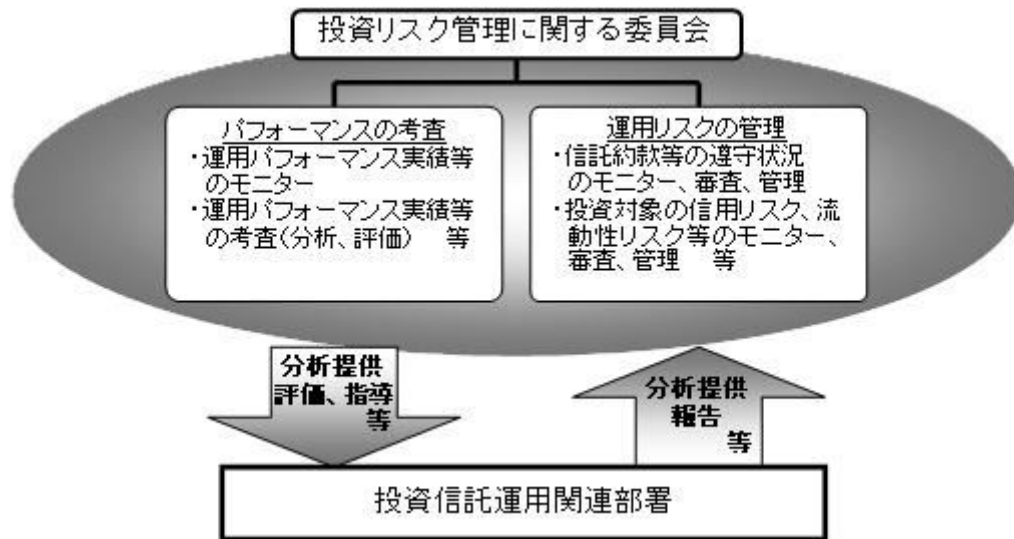 投資リスク管理に関する委員会
パフォーマンスの考査
・運用パフォーマンス実績等
のモニター
・運用パフォーマンス実績等
の考査(分析、評価) 等
運用リスクの管理
・信託約款等の遵守状況
のモニター、審査、管理
・投資対象の信用リスク、流
動性リスク等のモニター、
審査、管理 等
分析提供
評価、指導
等
分析提供
報告
等
投資信託運用関連部署